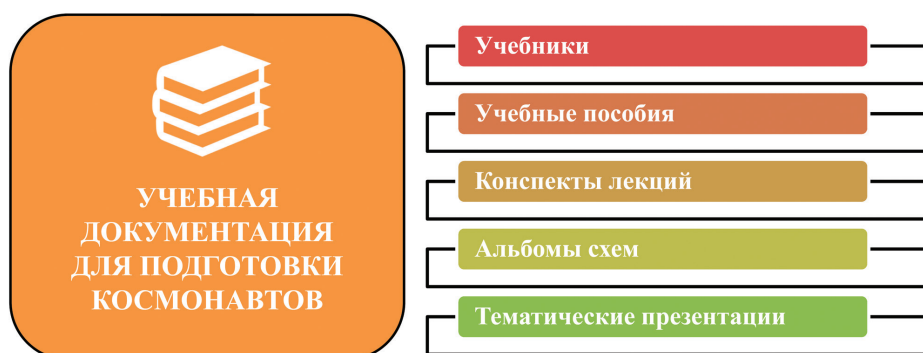 УЧЕБНАЯ
ДОКУМЕНТАЦИЯ
ДЛЯ ПОДГОТОВКИ
КОСМОНАВТОВ
Учебники
Учебные пособия
Конспекты лекций
Альбомы схем
Тематические презентации